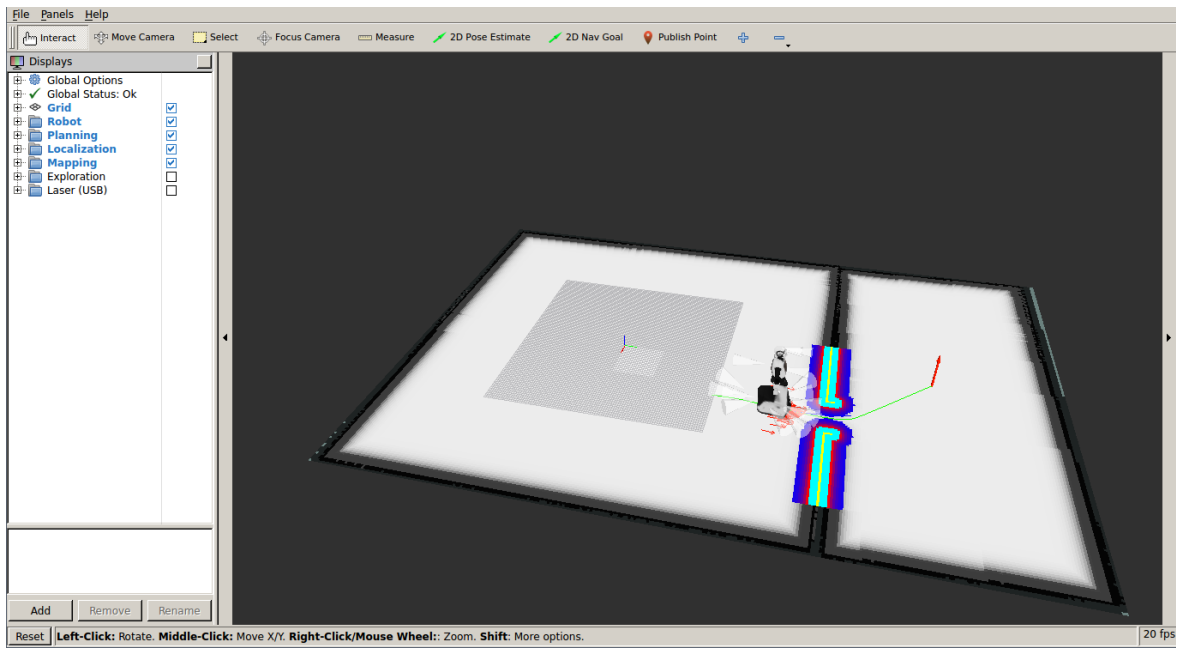 File Panels Help
Interact Move Camera Select Focus Camera Measure 2D Pose Estimate 2D Nav Goal Publish Point
Displays
Global Options
Global Status: Ok
Grid
Robot
Planning
Localization
Mapping
Exploration
Laser (USB)
Add Remove Rename
Reset Left-Click: Rotate. Middle-Click: Move X/Y. Right-Click/Mouse Wheel:: Zoom. Shift: More options. 20 fps